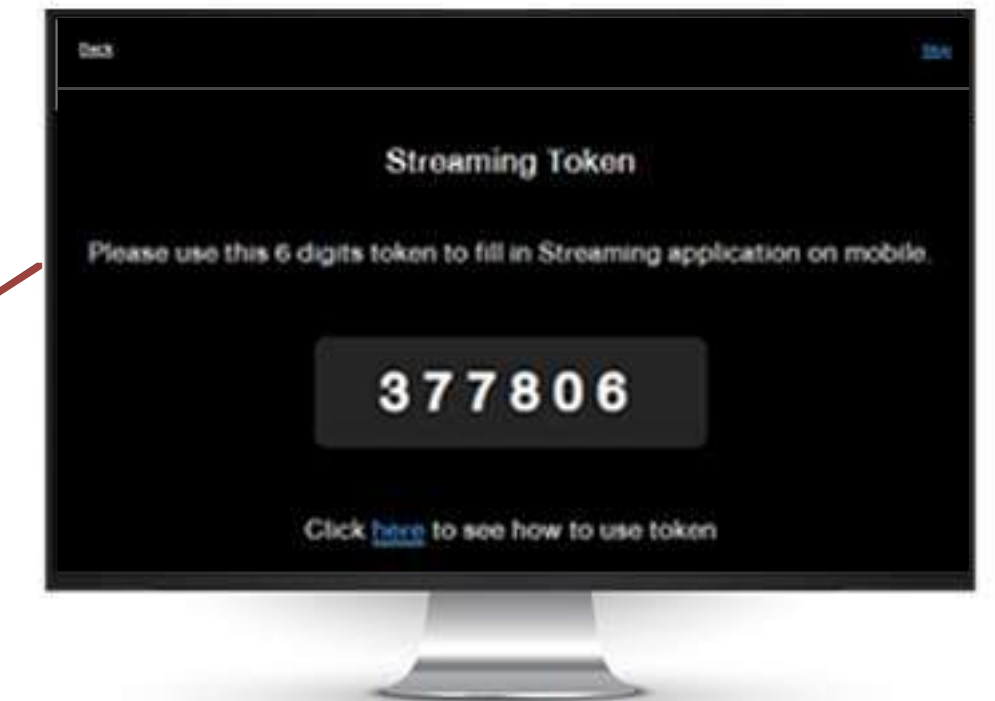 Back
Streaming Token
Please use this 6 digits token to fill in Streaming application on mobile.
377806
Click here to see how to use token